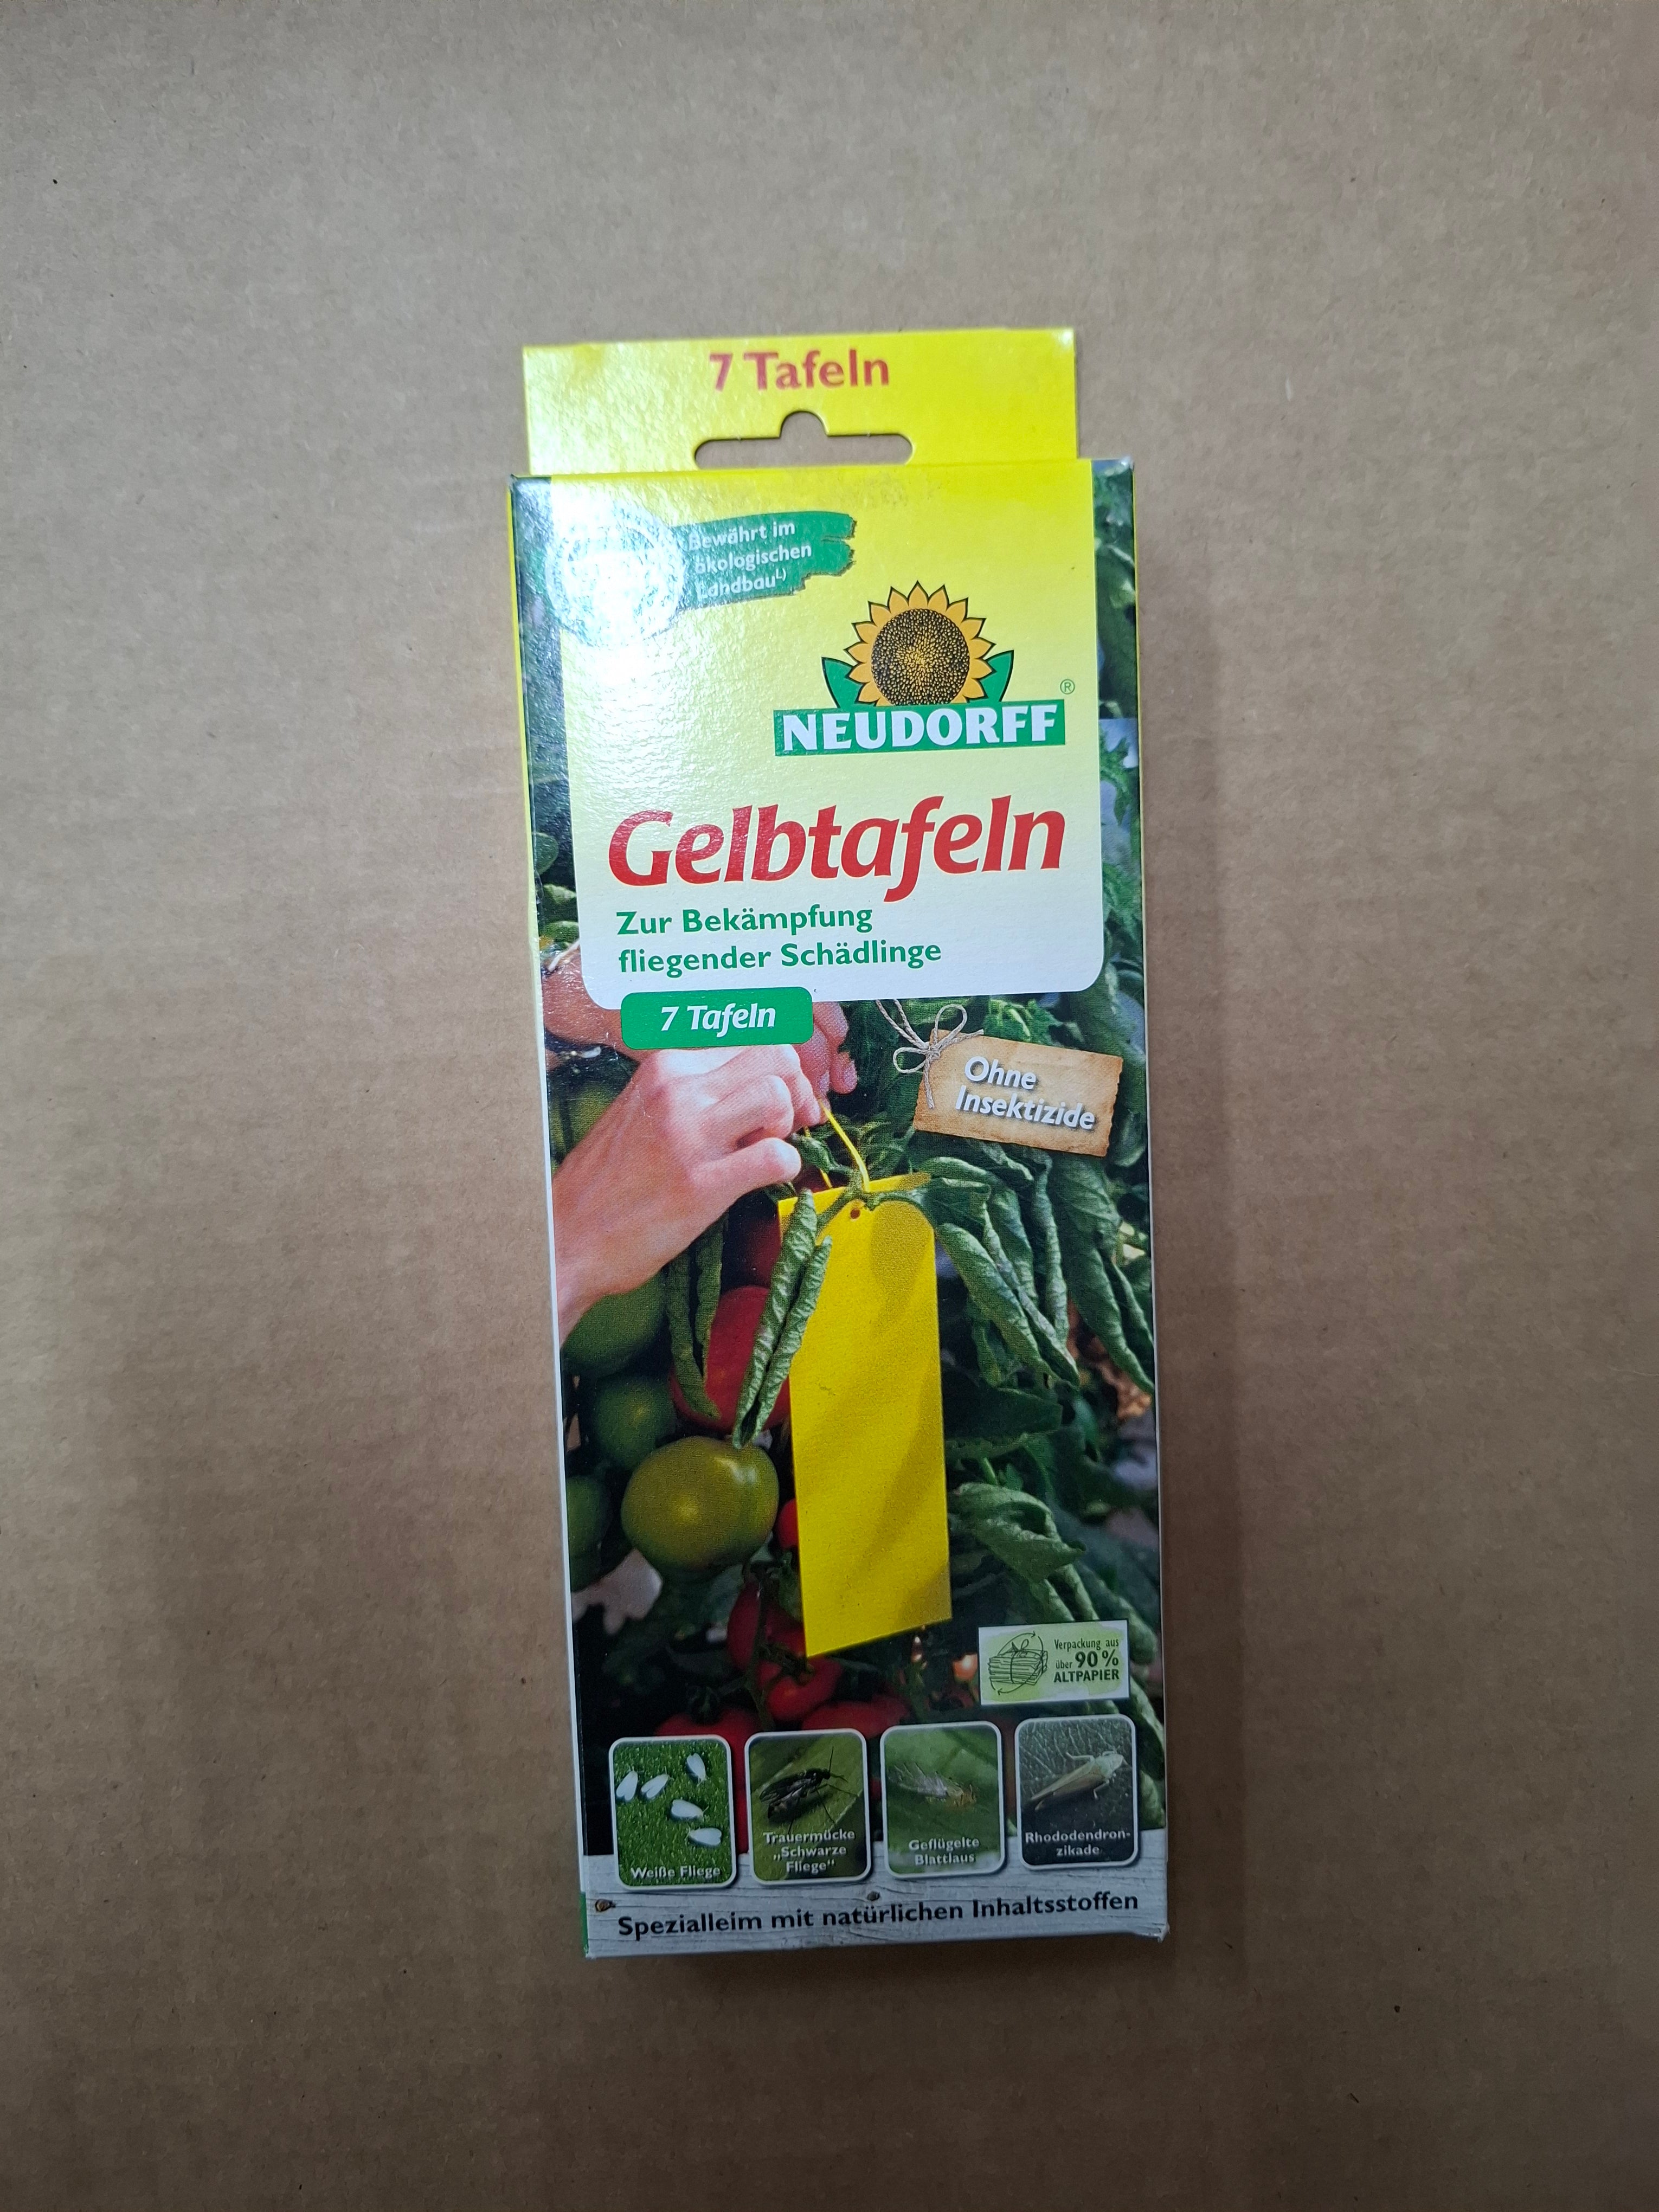 7 Tafeln
Bewährt im
ökologischen
Landbau¹⁾
NEUDORFF®
Gelbtafeln
Zur Bekämpfung
fliegender Schädlinge
7 Tafeln
Ohne
Insektizide
Verpackung aus
über 90 %
ALTPAPIER
Weiße Fliege
Trauermücke
„Schwarze
Fliege"
Geflügelte
Blattlaus
Rhododendron-
zikade
Spezialleim mit natürlichen Inhaltsstoffen